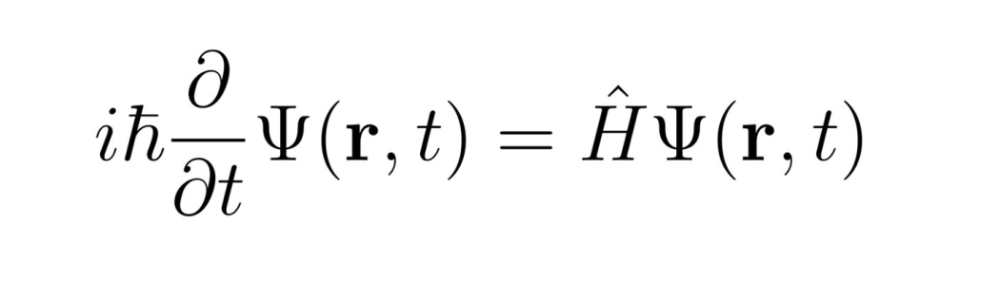 iħ ∂/∂t Ψ(𝐫, t) = ĤΨ(𝐫, t)